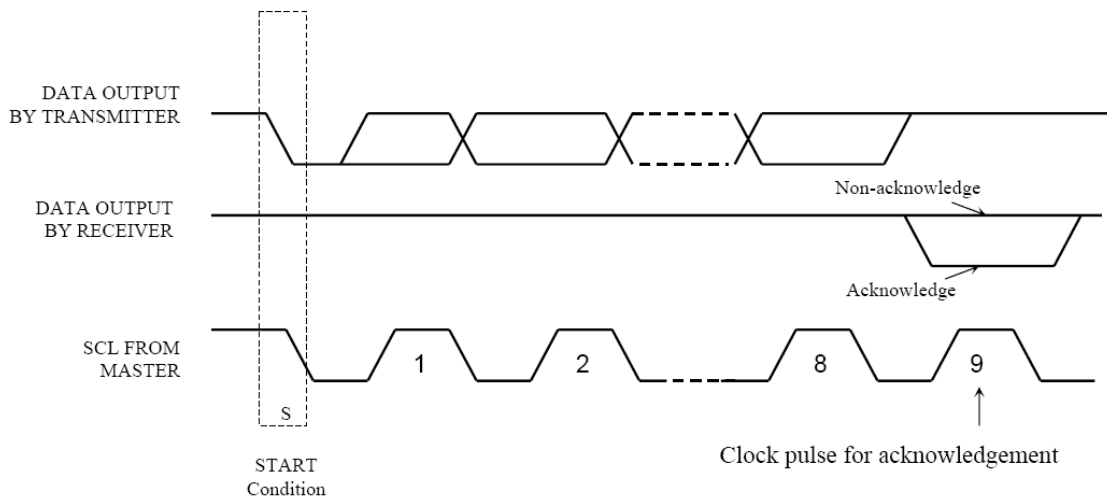 DATA OUTPUT
BY TRANSMITTER
Non-acknowledge
DATA OUTPUT
BY RECEIVER
Acknowledge
SCL FROM
MASTER
1
2
8
9
S
Clock pulse for acknowledgement
START
Condition